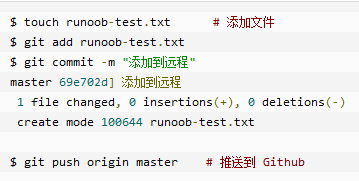 $ touch runoob-test.txt      # 添加文件
$ git add runoob-test.txt
$ git commit -m "添加到远程"
master 69e702d] 添加到远程
 1 file changed, 0 insertions(+), 0 deletions(-)
 create mode 100644 runoob-test.txt
$ git push origin master    # 推送到 Github